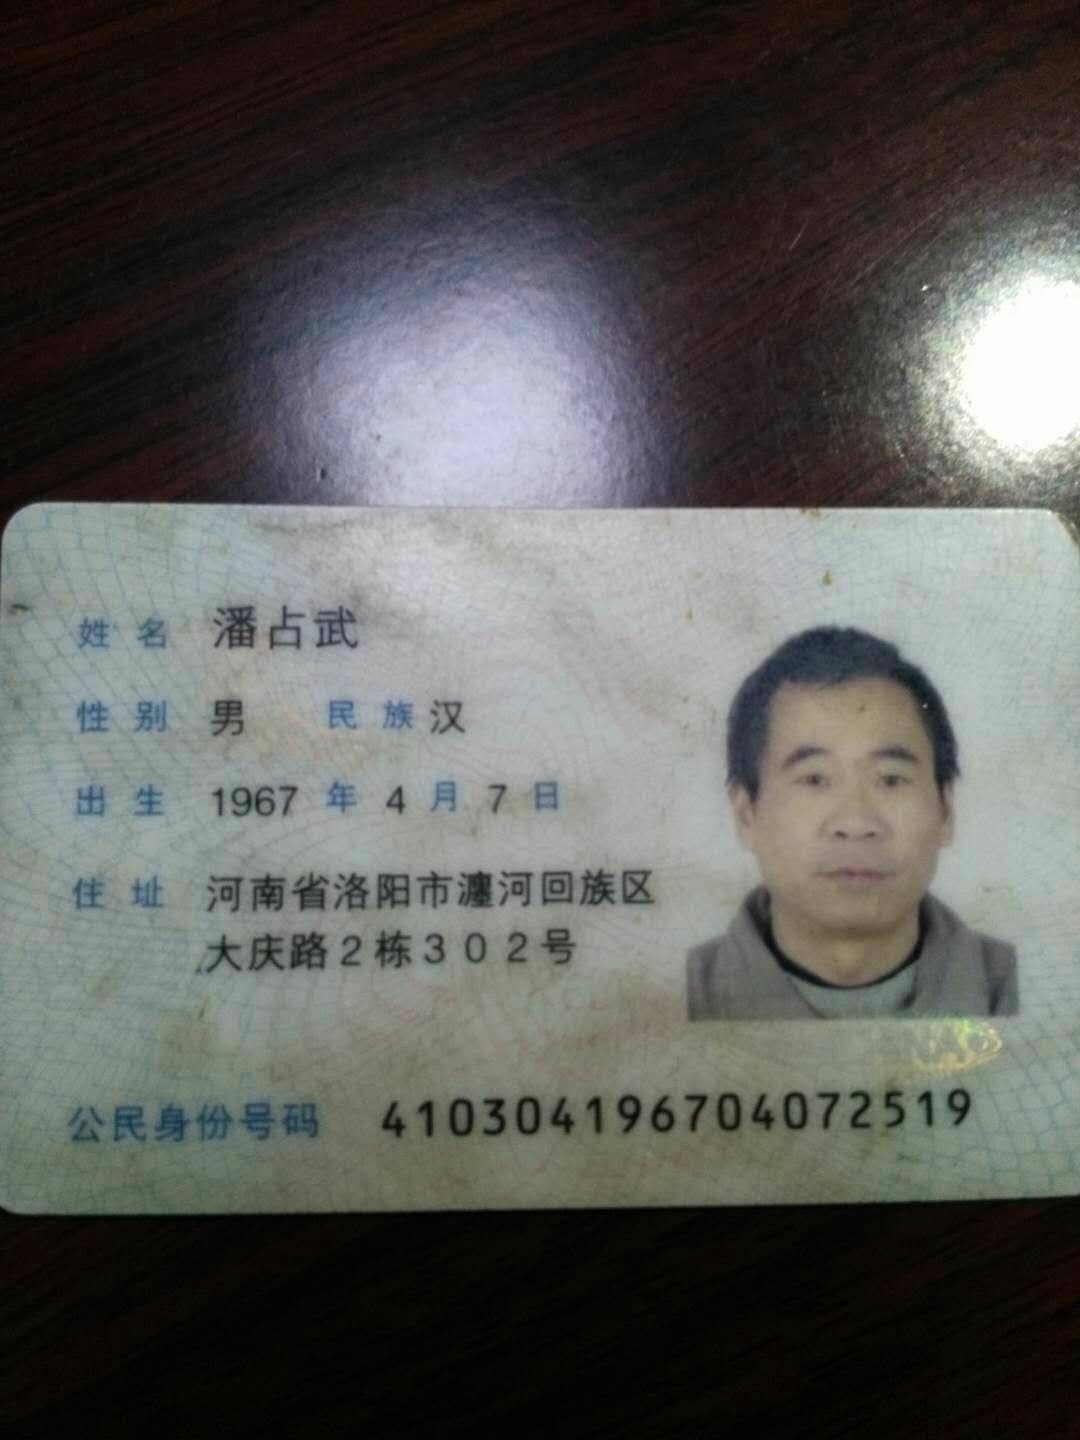 姓名 潘占武
性别 男 民族 汉
出生 1967 年 4 月 7 日
住址 河南省洛阳市瀍河回族区
大庆路2栋302号
公民身份号码 410304196704072519